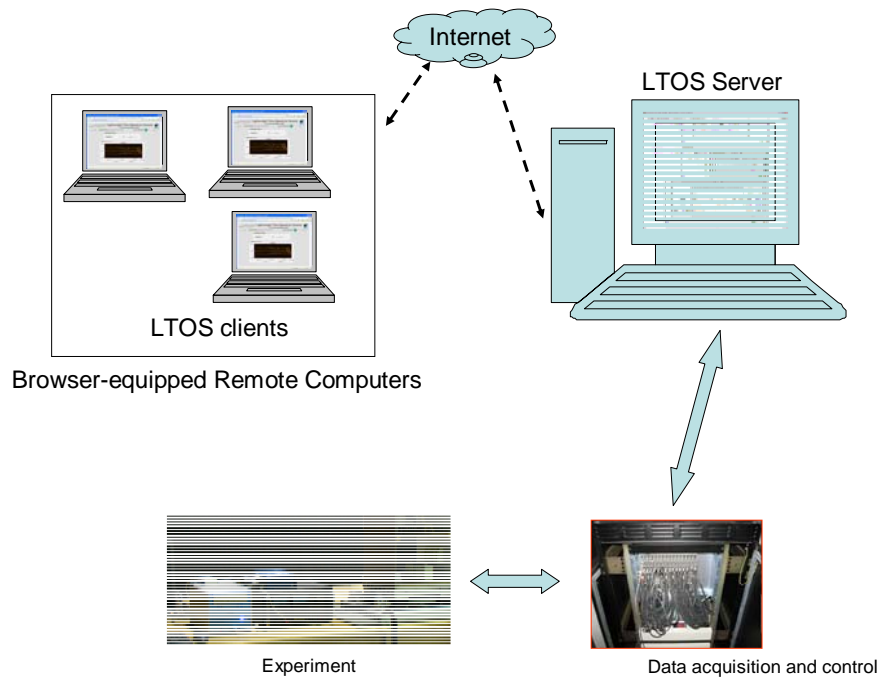 Internet
LTOS Server
LTOS clients
Browser-equipped Remote Computers
Experiment
Data acquisition and control